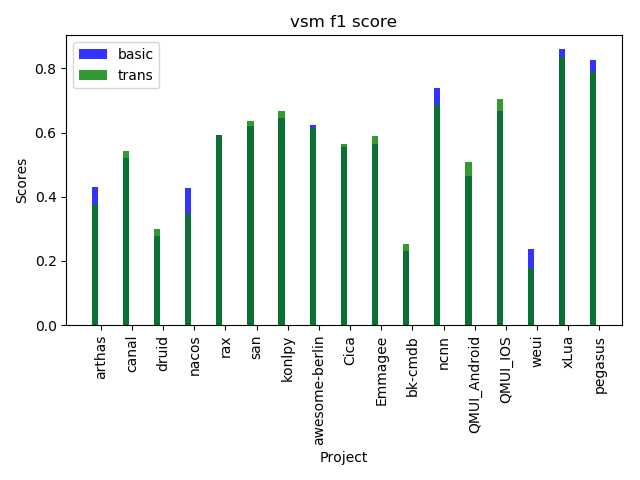 vsm f1 score
basic
trans
Scores
0.8
0.6
0.4
0.2
0.0
arthas
canal
druid
nacos
rax
san
konlpy
awesome-berlin
Cica
Emmagee
bk-cmdb
ncnn
QMUI_Android
QMUI_IOS
weui
xLua
pegasus
Project